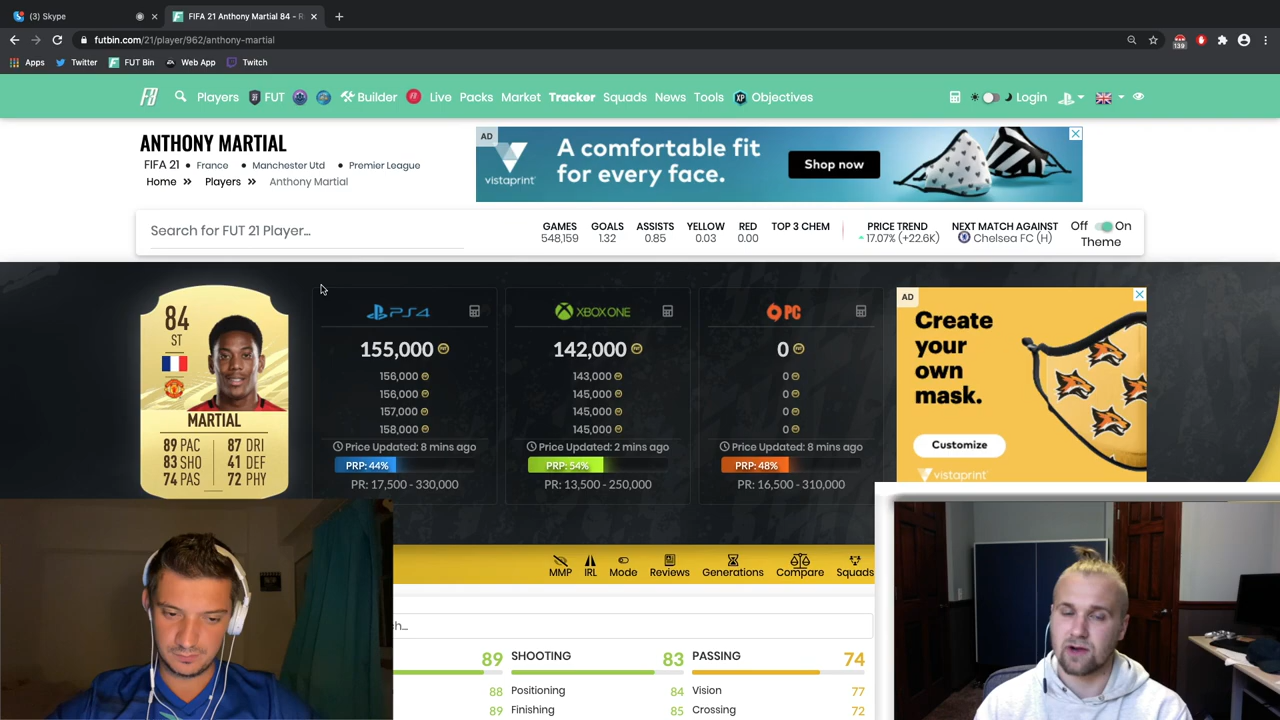 (3) Skype
FIFA 21 Anthony Martial 84 - R
futbin.com/21/player/962/anthony-martial
139
Apps Twitter FUT Bin Web App Twitch
Players FUT Builder Live Packs Market Tracker Squads News Tools XP Objectives Login
ANTHONY MARTIAL
FIFA 21 • France • Manchester Utd • Premier League
Home » Players » Anthony Martial
AD
vistaprint
A comfortable fit
for every face.
Shop now
Search for FUT 21 Player...
GAMES GOALS ASSISTS YELLOW RED TOP 3 CHEM PRICE TREND NEXT MATCH AGAINST Off On
548,159 1.32 0.85 0.03 0.00 17.07% (+22.6K) Chelsea FC (H) Theme
84
ST
MARTIAL
89 PAC 87 DRI
83 SHO 41 DEF
74 PAS 72 PHY
PS4
155,000
156,000
156,000
157,000
158,000
Price Updated: 8 mins ago
PRP: 44%
PR: 17,500 - 330,000
XBOX ONE
142,000
143,000
145,000
145,000
145,000
Price Updated: 2 mins ago
PRP: 54%
PR: 13,500 - 250,000
PC
0
0
0
0
0
Price Updated: 8 mins ago
PRP: 48%
PR: 16,500 - 310,000
AD
Create
your
own
mask.
Customize
vistaprint
MMP IRL Mode Reviews Generations Compare Squads
ch...
89 SHOOTING 83 PASSING 74
88 Positioning 84 Vision 77
89 Finishing 85 Crossing 72